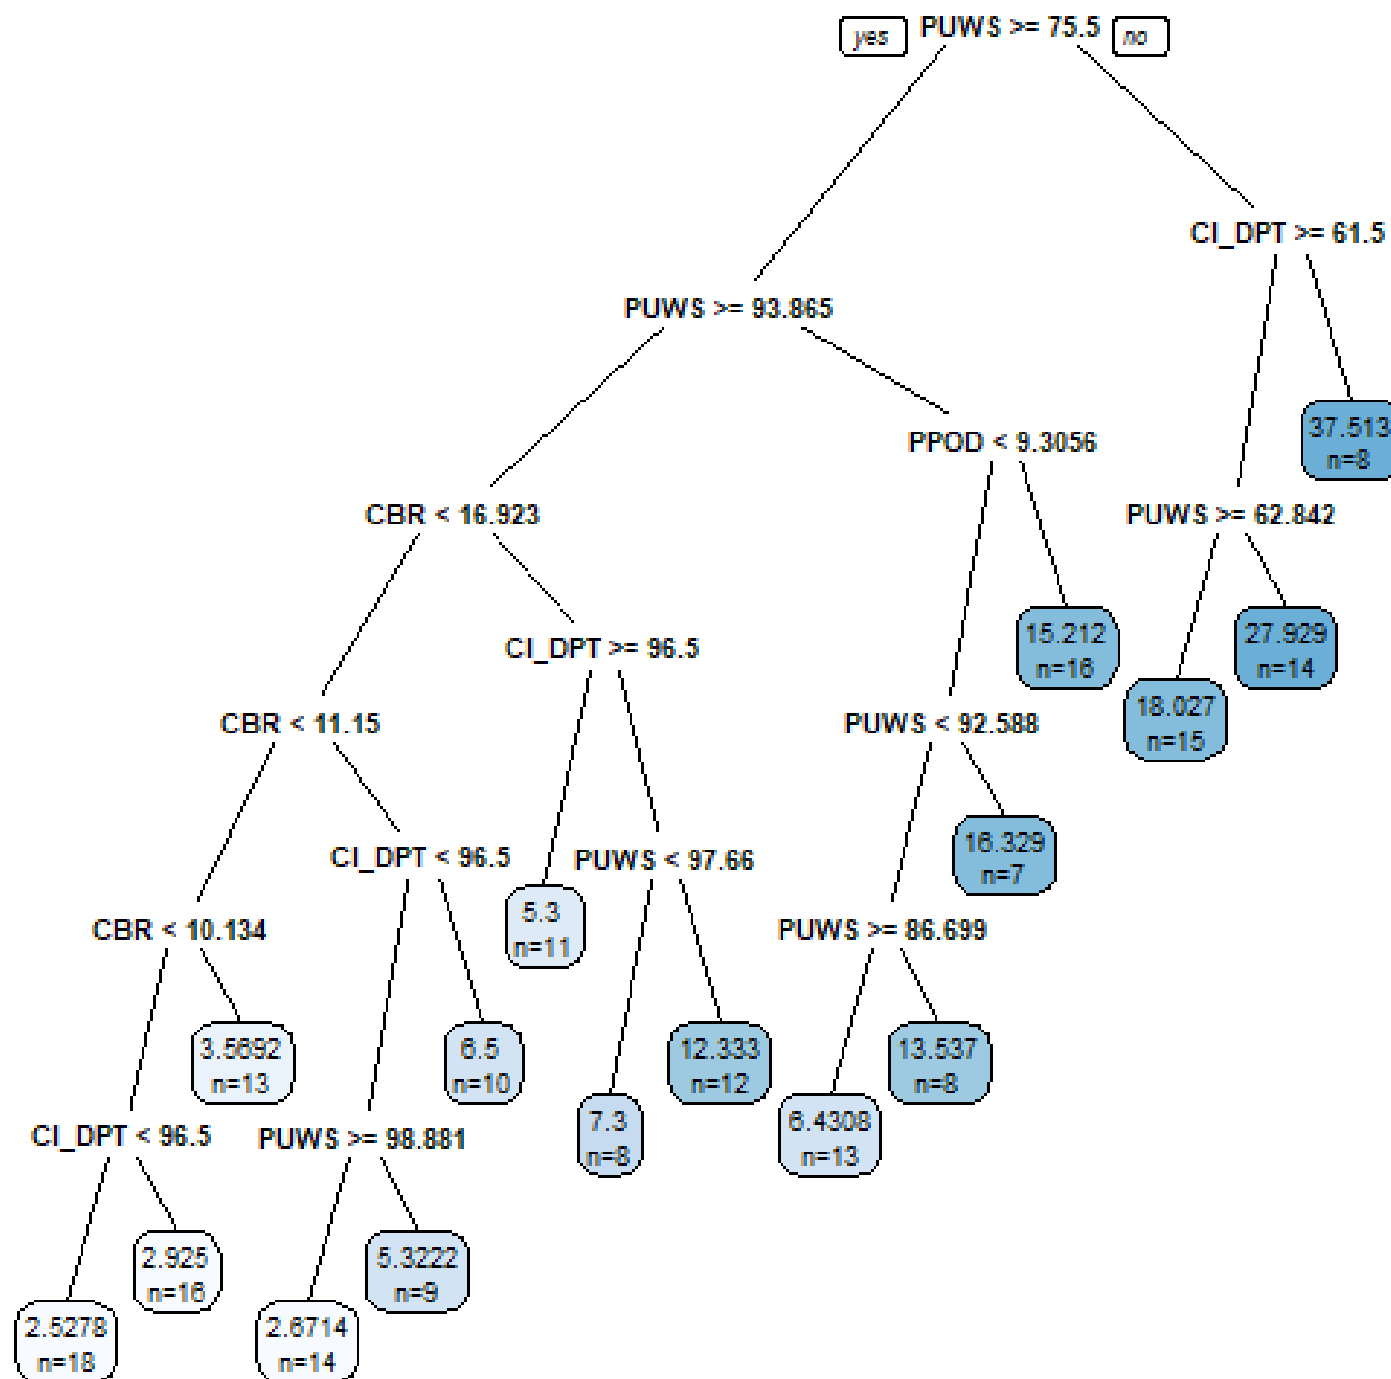 yes
PUWS >= 75.5
no
CI_DPT >= 61.5
PUWS >= 93.865
37.513
n=8
PPOD < 9.3056
CBR < 16.923
PUWS >= 62.842
15.212
n=16
27.929
n=14
CI_DPT >= 96.5
18.027
n=15
CBR < 11.15
PUWS < 92.588
16.329
n=7
CI_DPT < 96.5
PUWS < 97.66
5.3
n=11
CBR < 10.134
PUWS >= 86.699
3.5692
n=13
6.5
n=10
12.333
n=12
13.537
n=8
7.3
n=8
6.4308
n=13
CI_DPT < 96.5
PUWS >= 98.881
2.925
n=16
5.3222
n=9
2.5278
n=18
2.6714
n=14